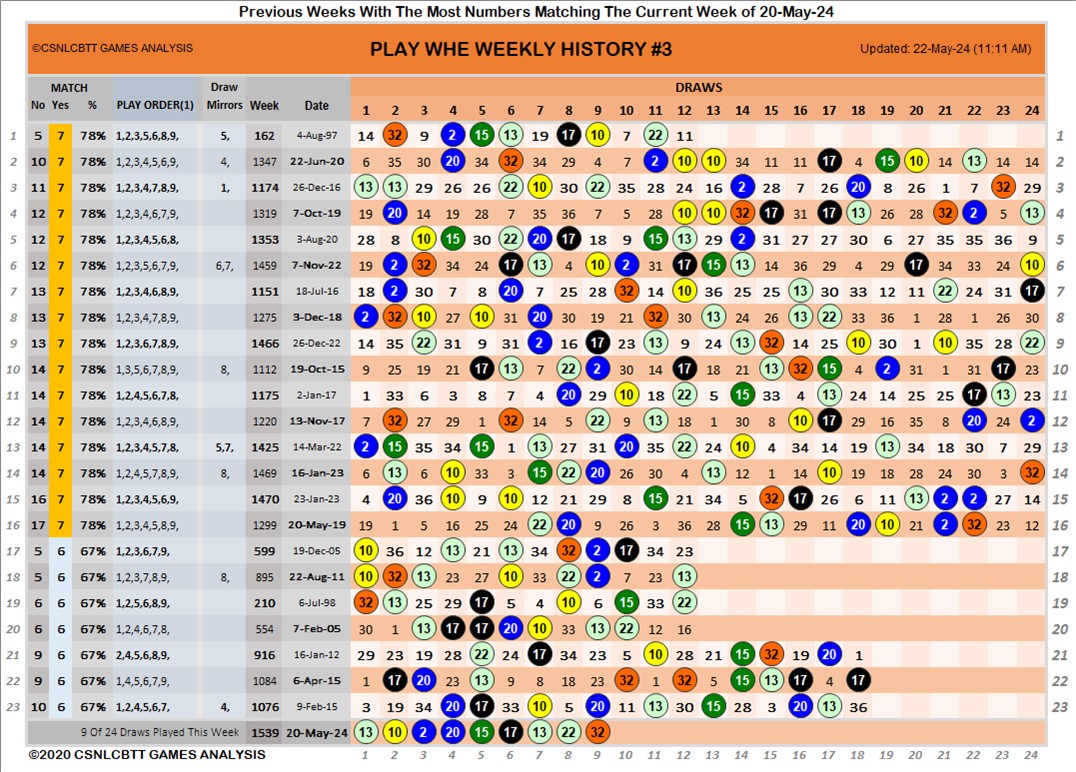 Previous Weeks With The Most Numbers Matching The Current Week of 20-May-24
©CSNLCBTT GAMES ANALYSIS PLAY WHE WEEKLY HISTORY #3 Updated: 22-May-24 (11:11 AM)
MATCH Draw DRAWS
No Yes % PLAY ORDER(1) Mirrors Week Date 1 2 3 4 5 6 7 8 9 10 11 12 13 14 15 16 17 18 19 20 21 22 23 24
1 5 7 78% 1,2,3,5,6,8,9, 5, 162 4-Aug-97 14 32 9 2 15 13 19 17 10 7 22 11 1
2 10 7 78% 1,2,3,4,5,6,9, 4, 1347 22-Jun-20 6 35 30 20 34 32 34 29 4 7 2 10 10 34 11 11 17 4 15 10 14 22 14 14 2
3 11 7 78% 1,2,3,4,7,8,9, 1, 1174 26-Dec-16 13 13 29 26 26 22 10 30 22 35 28 24 16 2 28 7 26 20 8 26 1 7 32 29 3
4 12 7 78% 1,2,3,4,6,7,9, 1319 7-Oct-19 19 20 14 19 28 7 35 36 7 5 28 10 10 32 17 31 17 13 26 28 32 2 5 13 4
5 12 7 78% 1,2,3,4,5,6,8, 1353 3-Aug-20 28 8 10 15 30 22 20 17 18 9 15 13 29 2 31 27 27 30 6 27 35 35 36 9 5
6 12 7 78% 1,2,3,5,6,7,9, 6,7, 1459 7-Nov-22 19 2 32 34 24 17 13 4 10 2 31 17 15 13 14 36 29 4 29 17 34 33 24 10 6
7 13 7 78% 1,2,3,4,6,8,9, 1151 18-Jul-16 18 2 30 7 8 20 7 25 28 32 14 10 36 25 25 13 30 33 12 11 22 24 31 17 7
8 13 7 78% 1,2,3,4,7,8,9, 1275 3-Dec-18 2 32 10 27 10 31 20 30 19 21 32 30 13 24 26 13 22 33 36 1 28 1 26 30 8
9 13 7 78% 1,2,3,6,7,8,9, 1466 26-Dec-22 14 35 22 31 9 31 2 16 17 23 13 9 24 13 32 14 25 10 30 1 10 35 28 22 9
10 14 7 78% 1,3,5,6,7,8,9, 8, 1112 19-Oct-15 9 25 19 21 17 13 7 22 2 30 14 17 18 21 13 32 15 4 2 31 1 31 17 23 10
11 14 7 78% 1,2,4,5,6,7,8, 1175 2-Jan-17 1 33 6 3 8 7 4 20 29 10 18 22 5 15 33 4 13 24 14 25 25 17 13 23 11
12 14 7 78% 1,2,3,4,6,8,9, 1220 13-Nov-17 7 32 27 27 1 32 14 5 22 9 13 18 1 30 8 10 17 29 16 35 8 20 24 2 12
13 14 7 78% 1,2,3,4,5,7,8, 5,7, 1425 14-Mar-22 2 15 35 34 15 1 13 27 31 20 35 22 24 10 4 34 14 19 13 34 18 30 7 29 13
14 14 7 78% 1,2,4,5,7,8,9, 8, 1469 16-Jan-23 6 13 6 10 33 3 15 22 20 26 30 4 13 12 1 14 10 19 28 24 30 3 3 32 14
15 16 7 78% 1,2,3,4,5,6,9, 1470 23-Jan-23 4 20 36 10 9 10 12 21 29 8 15 21 34 5 32 17 26 6 11 13 2 2 27 14 15
16 17 7 78% 1,2,3,4,5,8,9, 1299 20-May-19 19 1 5 16 25 24 22 20 9 26 3 36 28 15 13 29 11 20 10 21 2 32 23 12 16
17 5 6 67% 1,2,3,6,7,9, 599 19-Dec-05 10 36 12 13 21 13 34 32 2 17 34 23 17
18 5 6 67% 1,2,3,7,8,9, 8, 895 22-Aug-11 10 32 13 23 27 10 33 22 2 7 23 13 18
19 6 6 67% 1,2,5,6,8,9, 210 6-Jul-98 32 13 25 29 17 5 4 10 6 15 33 22 19
20 6 6 67% 1,2,4,6,7,8, 554 7-Feb-05 30 1 13 17 17 20 10 33 13 22 12 16 20
21 9 6 67% 2,4,5,6,8,9, 916 16-Jan-12 29 23 19 28 22 24 17 34 23 5 10 28 21 15 32 19 20 1 21
22 9 6 67% 1,4,5,6,7,9, 1084 6-Apr-15 1 17 20 23 13 9 8 18 23 32 1 32 5 15 13 17 4 17 22
23 10 6 67% 1,2,4,5,6,7, 4, 1076 9-Feb-15 3 19 34 20 17 33 10 5 20 11 13 30 15 28 3 20 13 36 23
9 Of 24 Draws Played This Week 1539 20-May-24 13 10 2 20 15 17 13 22 32
©2020 CSNLCBTT GAMES ANALYSIS 1 2 3 4 5 6 7 8 9 10 11 12 13 14 15 16 17 18 19 20 21 22 23 24